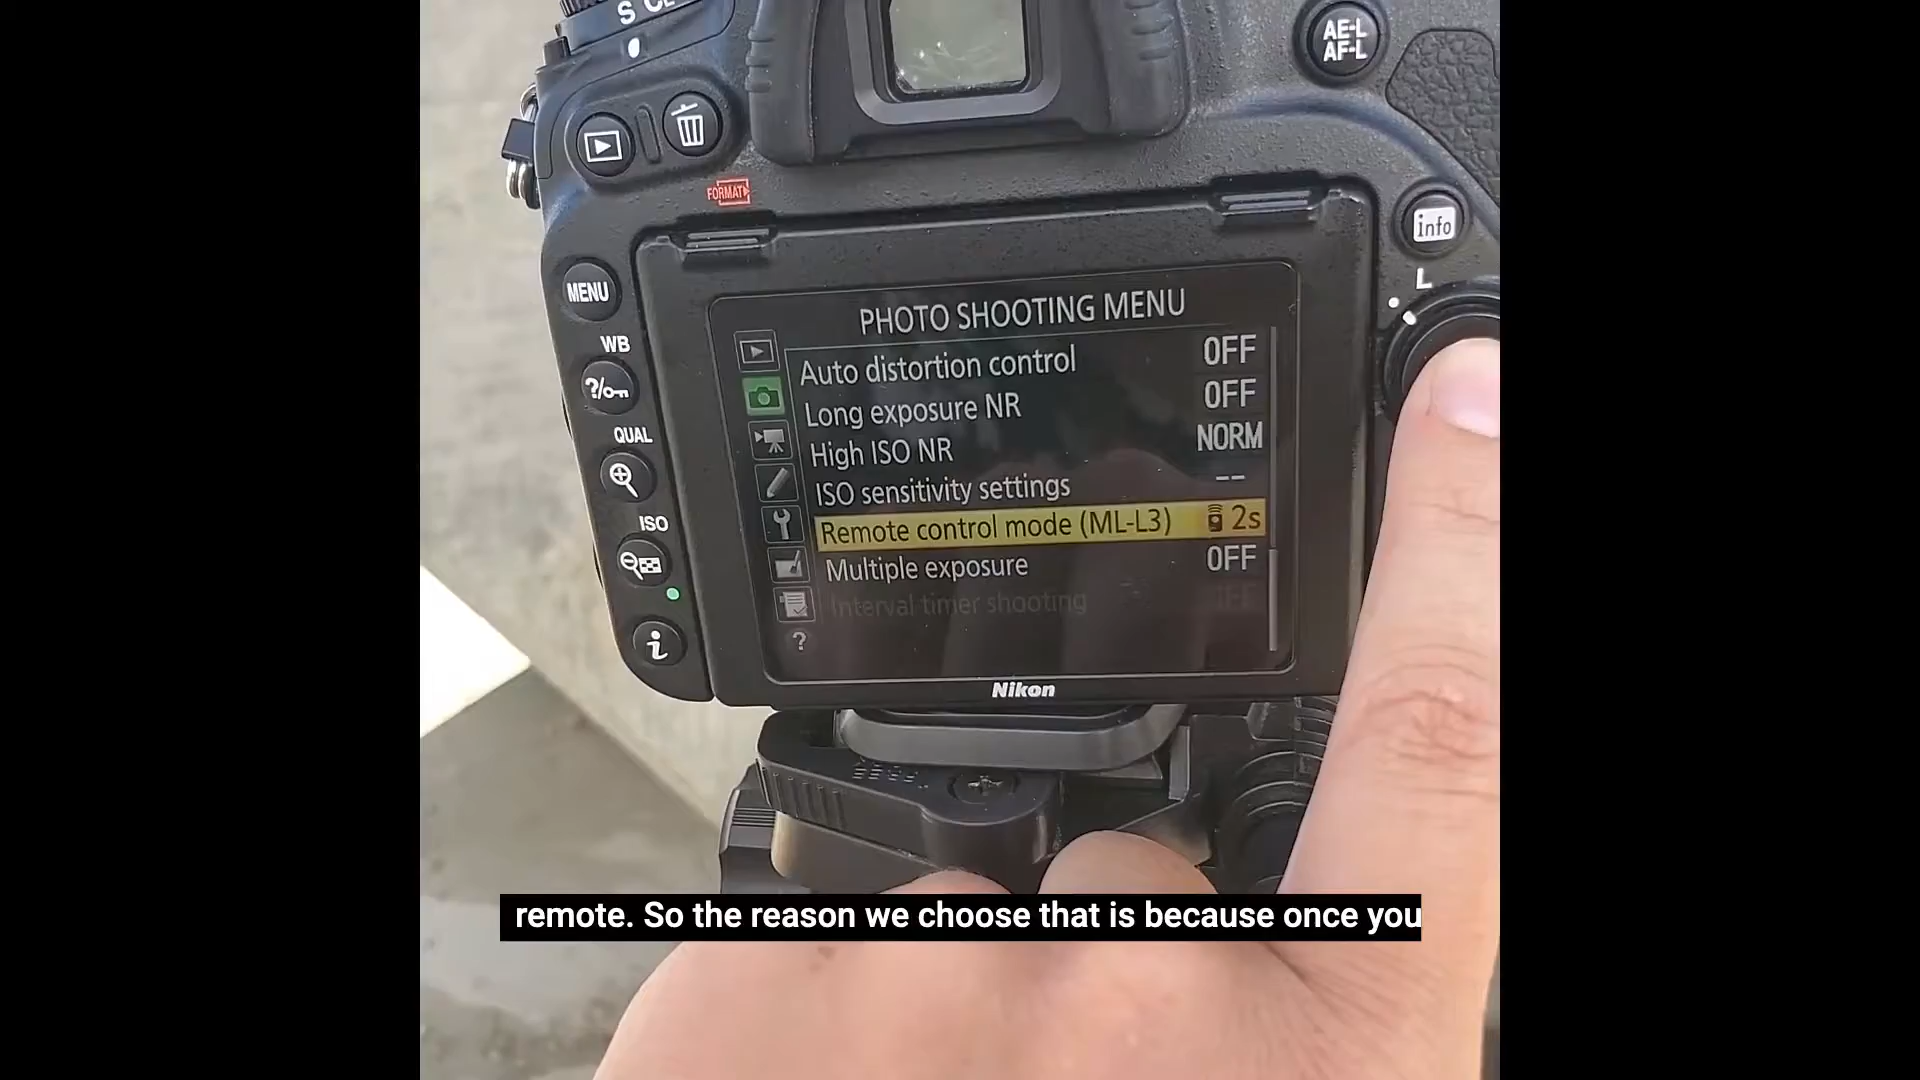 S CL
AE-L
AF-L
FORMAT
info
L
MENU
WB
?
QUAL
ISO
i
PHOTO SHOOTING MENU
Auto distortion control OFF
Long exposure NR OFF
High ISO NR NORM
ISO sensitivity settings --
Remote control mode (ML-L3) 2s
Multiple exposure OFF
Interval timer shooting
?
Nikon
remote. So the reason we choose that is because once you